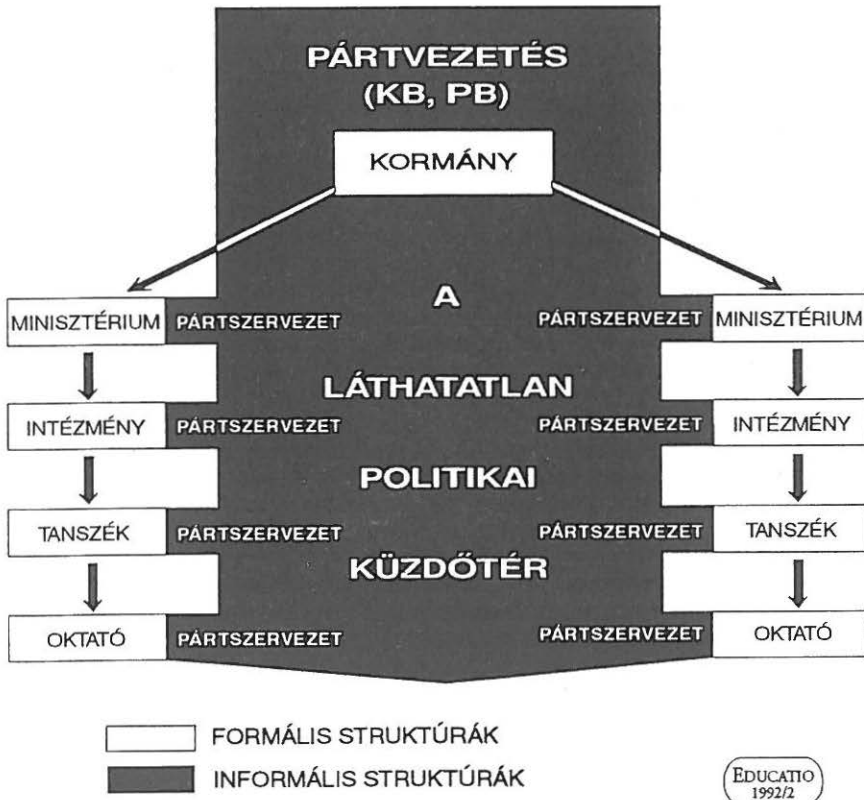 PÁRTVEZETÉS
(KB, PB)
KORMÁNY
A
MINISZTÉRIUM PÁRTSZERVEZET PÁRTSZERVEZET MINISZTÉRIUM
LÁTHATATLAN
INTÉZMÉNY PÁRTSZERVEZET PÁRTSZERVEZET INTÉZMÉNY
POLITIKAI
TANSZÉK PÁRTSZERVEZET PÁRTSZERVEZET TANSZÉK
KÜZDŐTÉR
OKTATÓ PÁRTSZERVEZET PÁRTSZERVEZET OKTATÓ
FORMÁLIS STRUKTÚRÁK
INFORMÁLIS STRUKTÚRÁK
EDUCATIO
1992/2